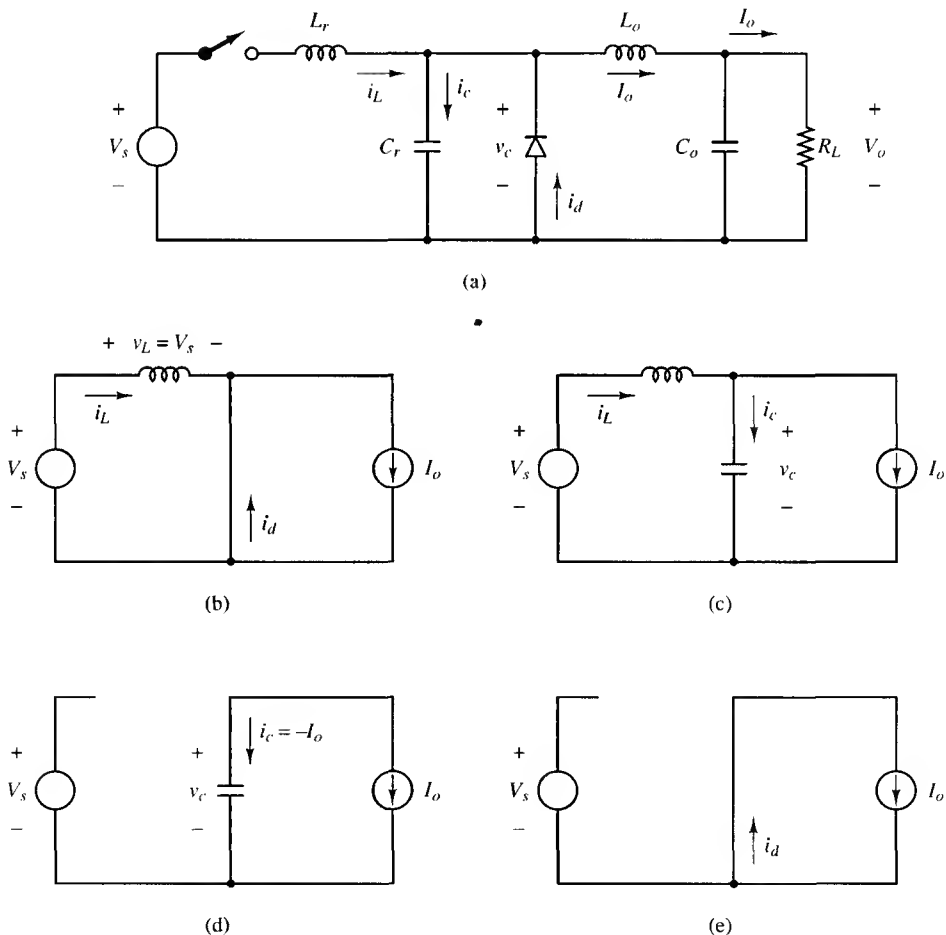 L_r L_o I_o
i_L i_c I_o
+ V_s − C_r + v_c − i_d C_o R_L + V_o −
(a)
+ v_L = V_s −
i_L
+ V_s − i_d I_o
(b)
i_L i_c
+ V_s − + v_c − I_o
(c)
i_c = –I_o
+ V_s − + v_c − I_o
(d)
+ V_s − i_d I_o
(e)